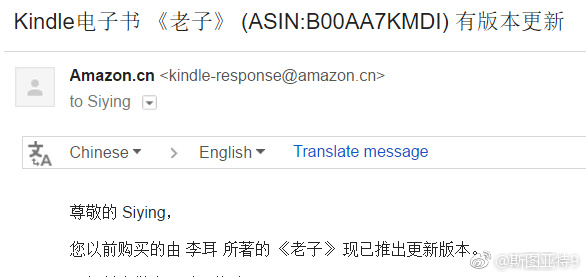 Kindle电子书 《老子》 (ASIN:B00AA7KMDI) 有版本更新
Amazon.cn <kindle-response@amazon.cn>
to Siying
Chinese > English Translate message
尊敬的 Siying,
您以前购买的由 李耳 所著的《老子》现已推出更新版本。
@斯图亚特9